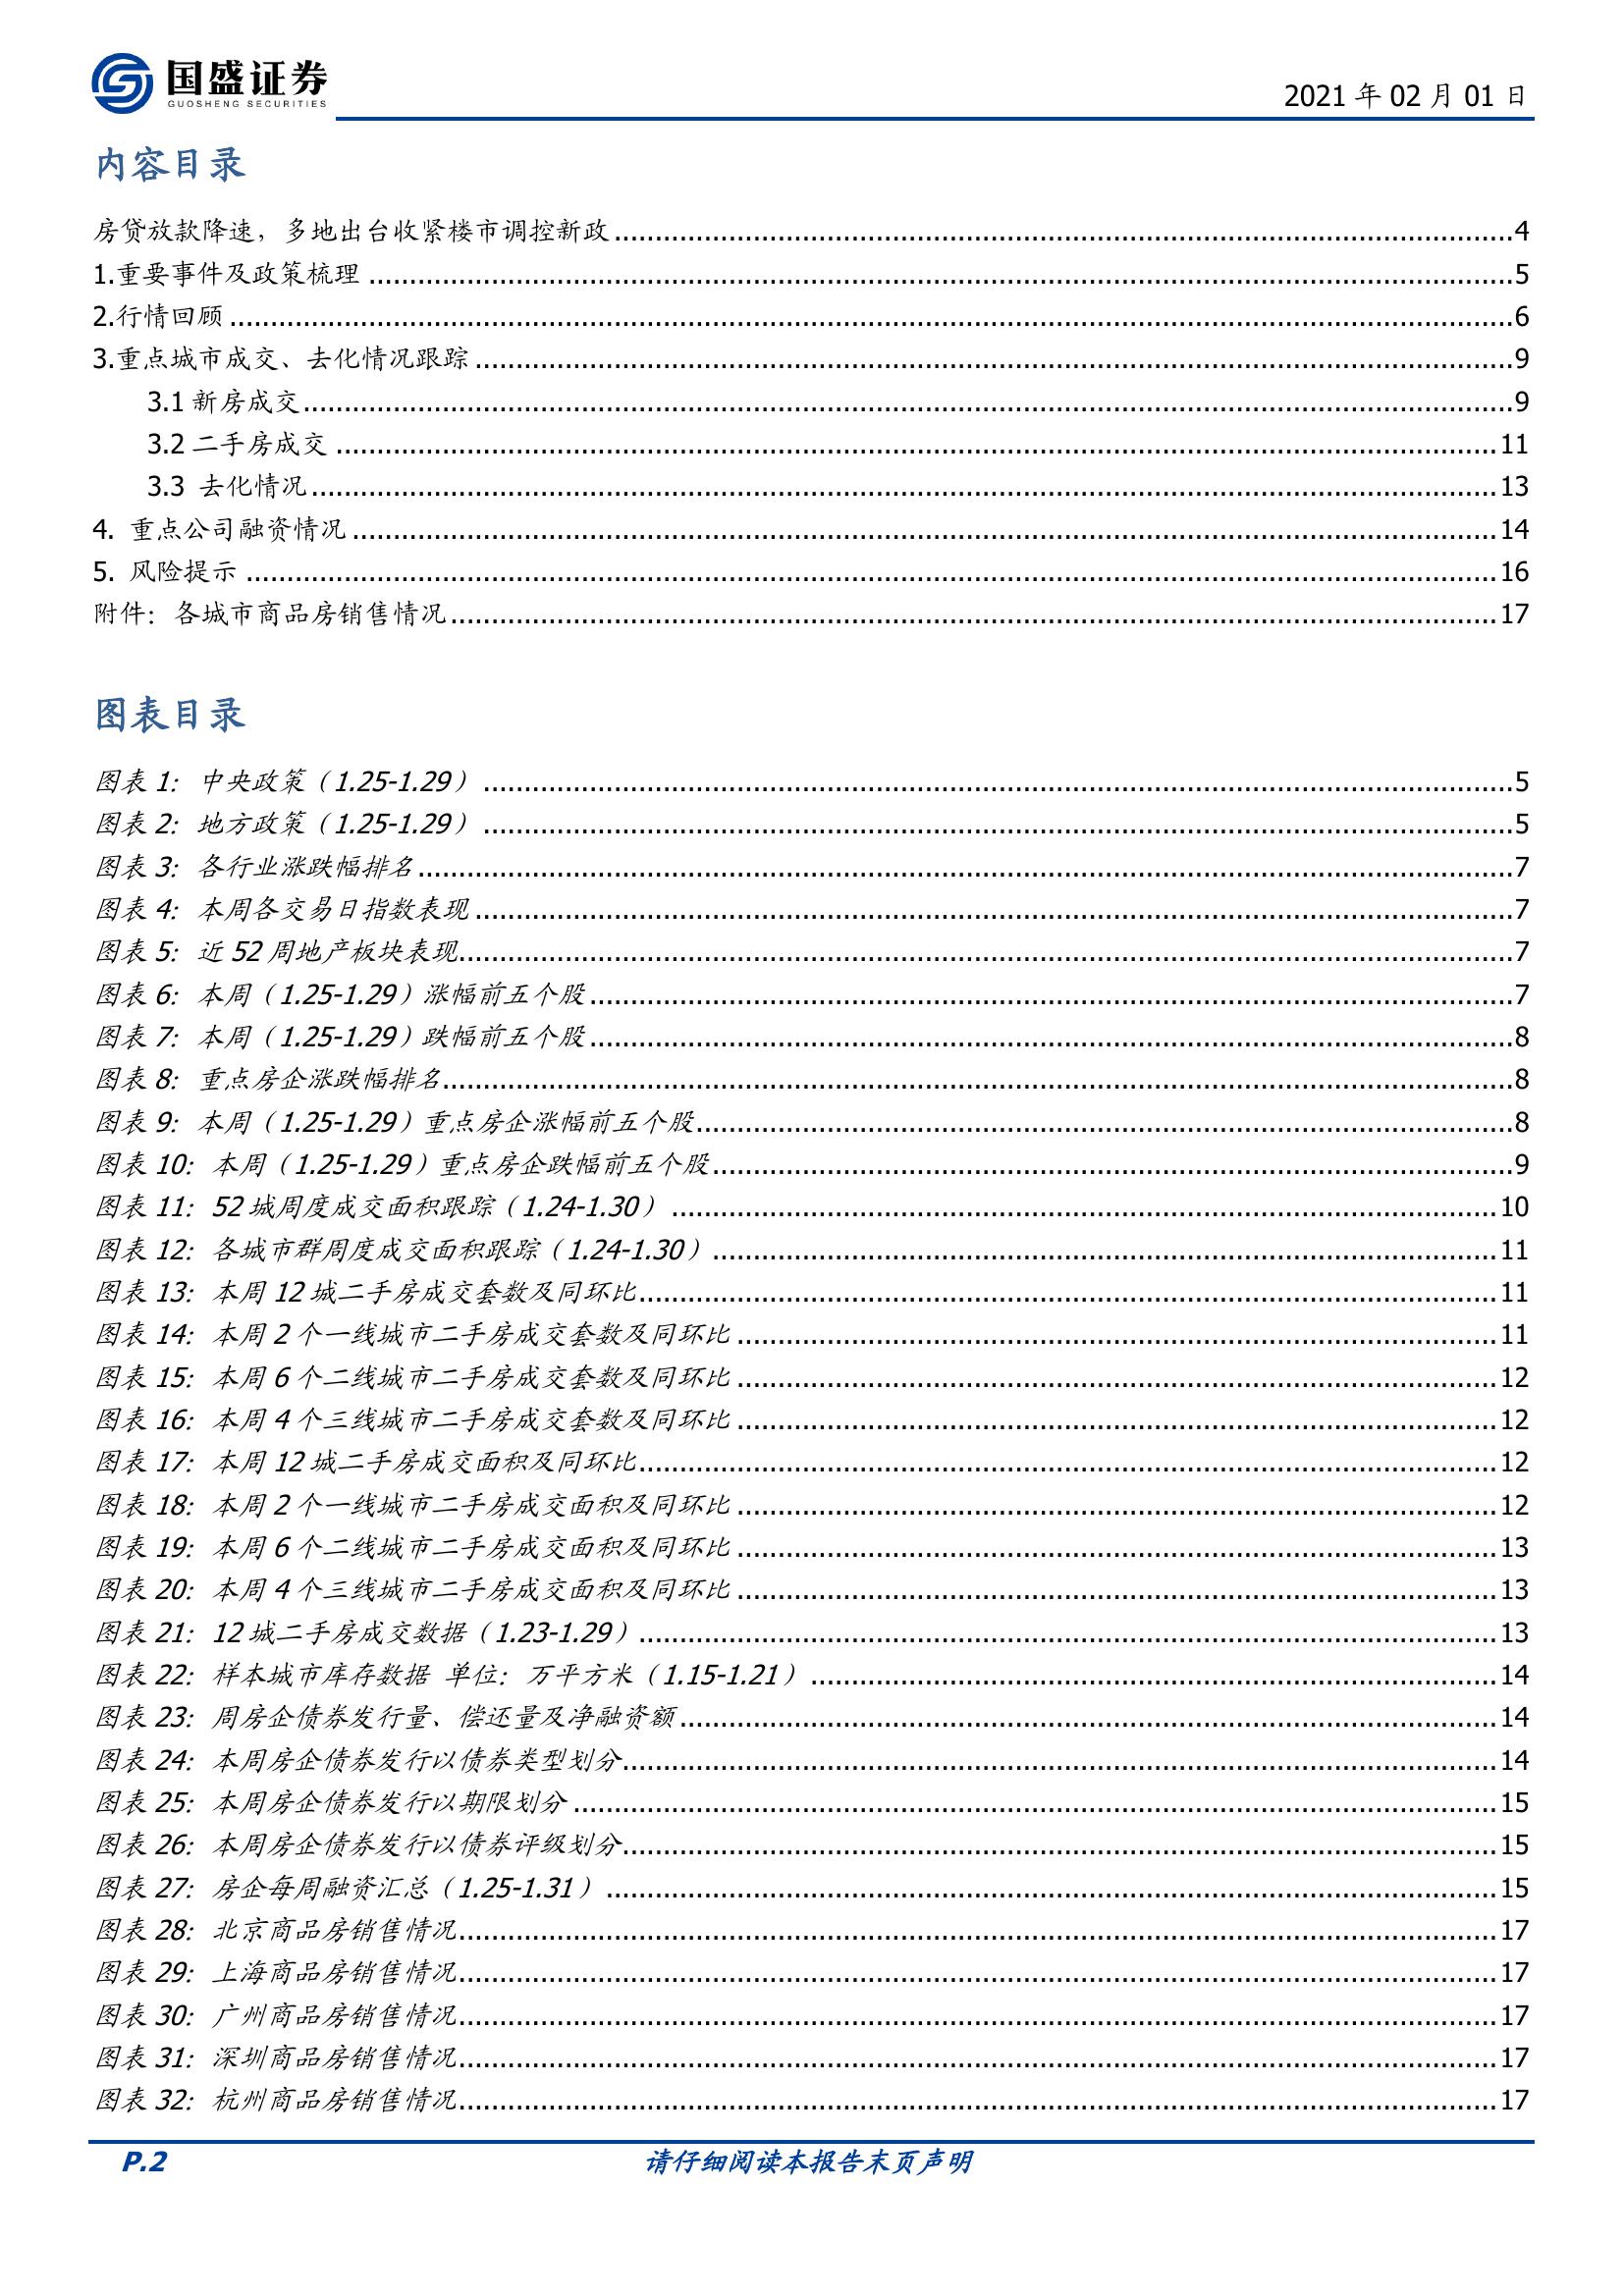 国盛证券
GUOSHENG SECURITIES
2021 年 02 月 01 日
内容目录
房贷放款降速，多地出台收紧楼市调控新政........4
1.重要事件及政策梳理........5
2.行情回顾........6
3.重点城市成交、去化情况跟踪........9
3.1 新房成交........9
3.2 二手房成交........11
3.3 去化情况........13
4. 重点公司融资情况........14
5. 风险提示........16
附件：各城市商品房销售情况........17
图表目录
图表 1：中央政策（1.25-1.29）........5
图表 2：地方政策（1.25-1.29）........5
图表 3：各行业涨跌幅排名........7
图表 4：本周各交易日指数表现........7
图表 5：近 52 周地产板块表现........7
图表 6：本周（1.25-1.29）涨幅前五个股........7
图表 7：本周（1.25-1.29）跌幅前五个股........8
图表 8：重点房企涨跌幅排名........8
图表 9：本周（1.25-1.29）重点房企涨幅前五个股........8
图表 10：本周（1.25-1.29）重点房企跌幅前五个股........9
图表 11：52 城周度成交面积跟踪（1.24-1.30）........10
图表 12：各城市群周度成交面积跟踪（1.24-1.30）........11
图表 13：本周 12 城二手房成交套数及同环比........11
图表 14：本周 2 个一线城市二手房成交套数及同环比........11
图表 15：本周 6 个二线城市二手房成交套数及同环比........12
图表 16：本周 4 个三线城市二手房成交套数及同环比........12
图表 17：本周 12 城二手房成交面积及同环比........12
图表 18：本周 2 个一线城市二手房成交面积及同环比........12
图表 19：本周 6 个二线城市二手房成交面积及同环比........13
图表 20：本周 4 个三线城市二手房成交面积及同环比........13
图表 21：12 城二手房成交数据（1.23-1.29）........13
图表 22：样本城市库存数据 单位：万平方米（1.15-1.21）........14
图表 23：周房企债券发行量、偿还量及净融资额........14
图表 24：本周房企债券发行以债券类型划分........14
图表 25：本周房企债券发行以期限划分........15
图表 26：本周房企债券发行以债券评级划分........15
图表 27：房企每周融资汇总（1.25-1.31）........15
图表 28：北京商品房销售情况........17
图表 29：上海商品房销售情况........17
图表 30：广州商品房销售情况........17
图表 31：深圳商品房销售情况........17
图表 32：杭州商品房销售情况........17
P.2 请仔细阅读本报告末页声明